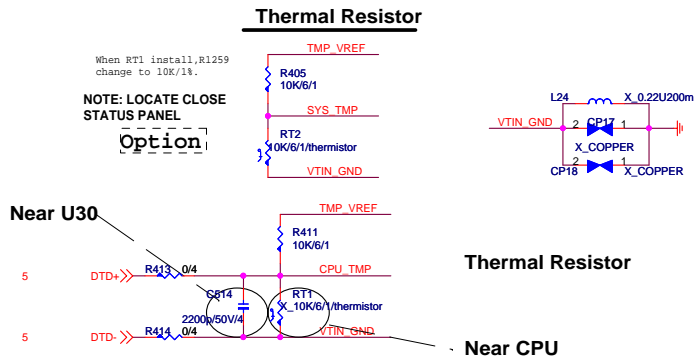 Thermal Resistor
TMP_VREF
When RT1 install,R1259
change to 10K/1%.
R405
10K/6/1
NOTE: LOCATE CLOSE
STATUS PANEL
SYS_TMP
Option
RT2
10K/6/1/thermistor
VTIN_GND
L24
X_0.22U200m
VTIN_GND
2
CP17
1
X_COPPER
2
1
CP18
X_COPPER
Near U30
TMP_VREF
R411
10K/6/1
Thermal Resistor
5
DTD+
R413
0/4
CPU_TMP
C514
2200p/50V/4
RT1
X_10K/6/1/thermistor
5
DTD-
R414
0/4
VTIN_GND
Near CPU